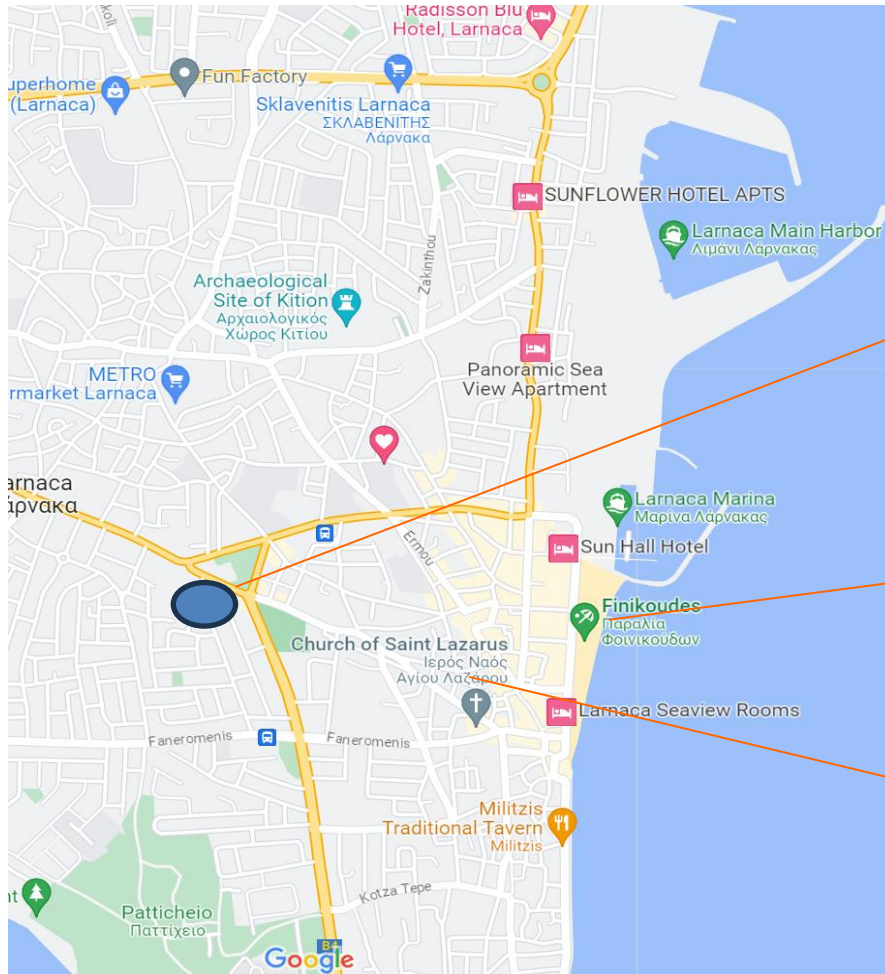 Radisson Blu
Hotel, Larnaca
akoli
uperhome
(Larnaca)
Fun Factory
Sklavenitis Larnaca
ΣΚΛΑΒΕΝΙΤΗΣ
Λάρνακα
SUNFLOWER HOTEL APTS
Larnaca Main Harbor
Λιμάνι Λάρνακας
Zakinthou
Archaeological
Site of Kition
Αρχαιολογικός
Χώρος Κιτίου
Panoramic Sea
View Apartment
METRO
rmarket Larnaca
arnaca
άρνακα
Larnaca Marina
Μαρίνα Λάρνακας
Ermou
Sun Hall Hotel
Finikoudes
Παραλία
Φοινικούδων
Church of Saint Lazarus
Ιερός Ναός
Αγίου Λαζάρου
Larnaca Seaview Rooms
Faneromenis
Faneromenis
Militzis
Traditional Tavern
Militzis
Kotza Tepe
nt
Patticheio
Παττίχειο
B4
Google